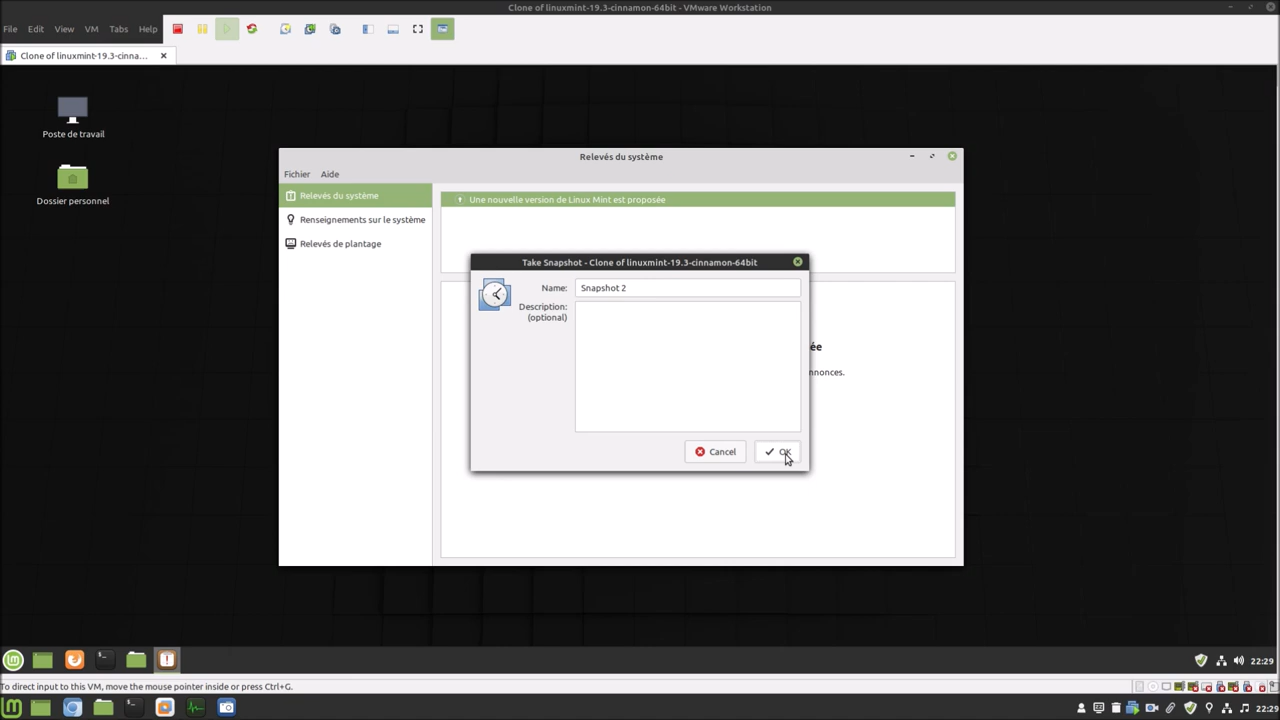 Clone of linuxmint-19.3-cinnamon-64bit - VMware Workstation
File Edit View VM Tabs Help
Clone of linuxmint-19.3-cinna...
Poste de travail
Dossier personnel
Relevés du système
Fichier Aide
Relevés du système
Renseignements sur le système
Relevés de plantage
Une nouvelle version de Linux Mint est proposée
Take Snapshot - Clone of linuxmint-19.3-cinnamon-64bit
Name: Snapshot 2
Description:
(optional)
ée
nnonces.
Cancel OK
22:29
To direct input to this VM, move the mouse pointer inside or press Ctrl+G.
22:29